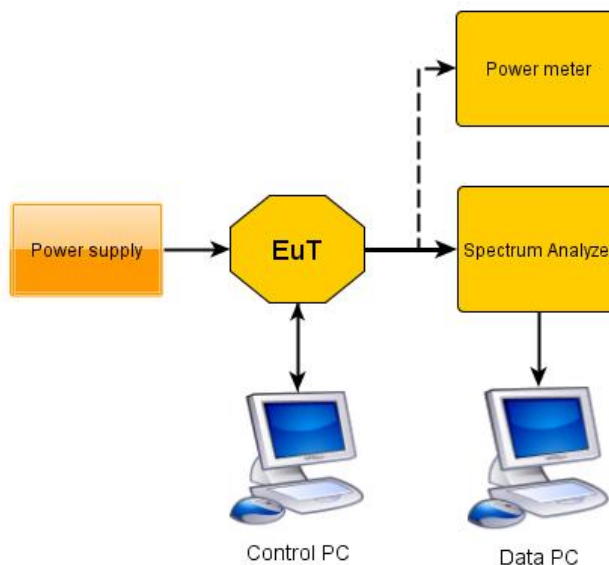 Power meter
Power supply
EuT
Spectrum Analyze
Control PC
Data PC